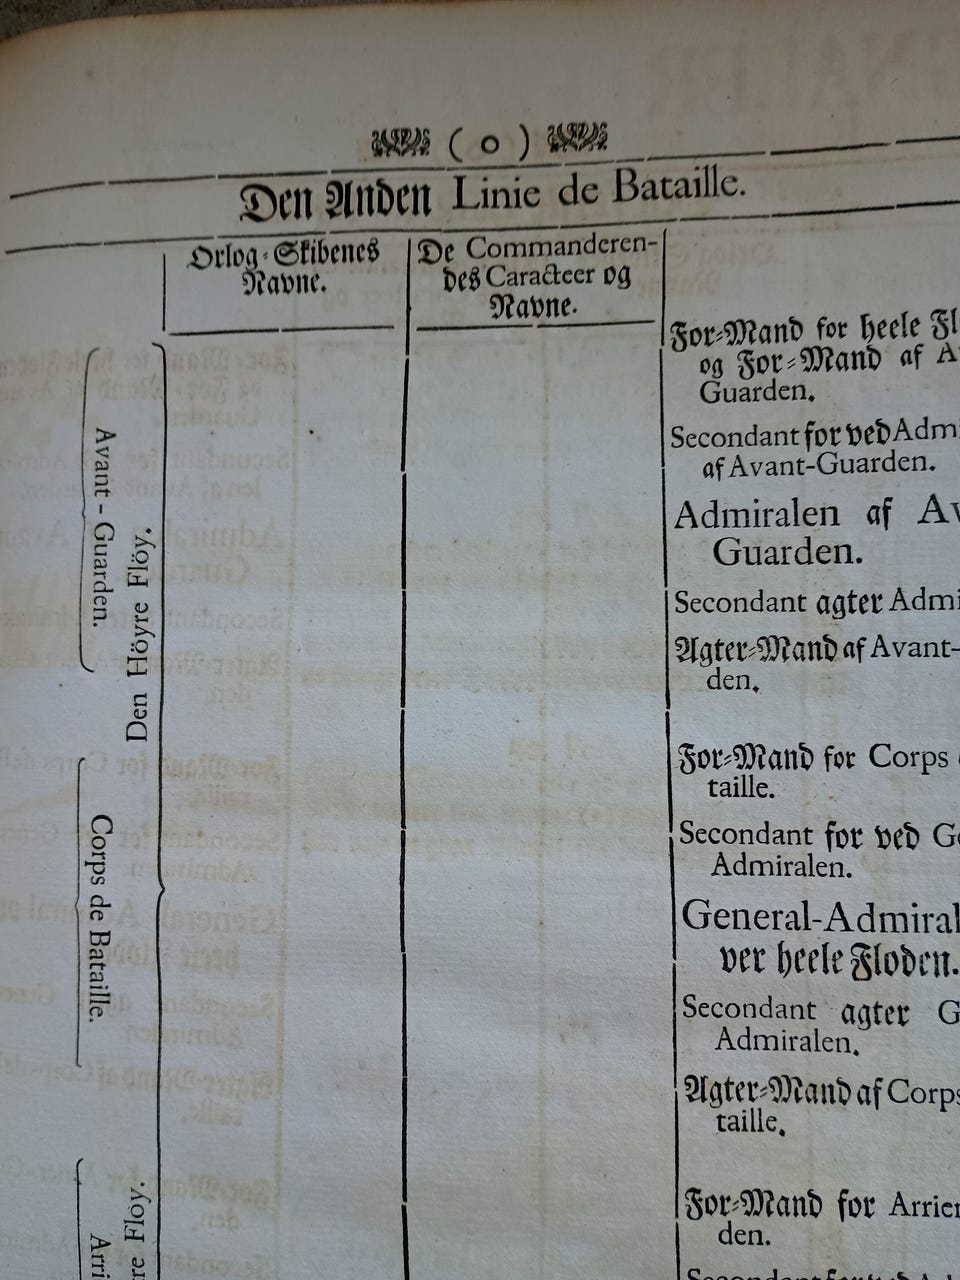 ( o )
Den Anden Linie de Bataille.
Orlog-Skibenes
Navne.
De Commanderen-
des Caracteer og
Navne.
For-Mand for heele
og For-Mand af
Guarden.
Secondant for ved
af Avant-Guarden.
Admiralen af
Guarden.
Secondant agter
Agter-Mand af Avant-
den.
For-Mand for Corps
taille.
Secondant for ved
Admiralen.
General-Admiral
ver heele Floden.
Secondant agter
Admiralen.
Agter-Mand af Corps
taille.
For-Mand for
den.
Avant-Guarden.
Den Höyre Flöy.
Corps de Bataille.
Floy.